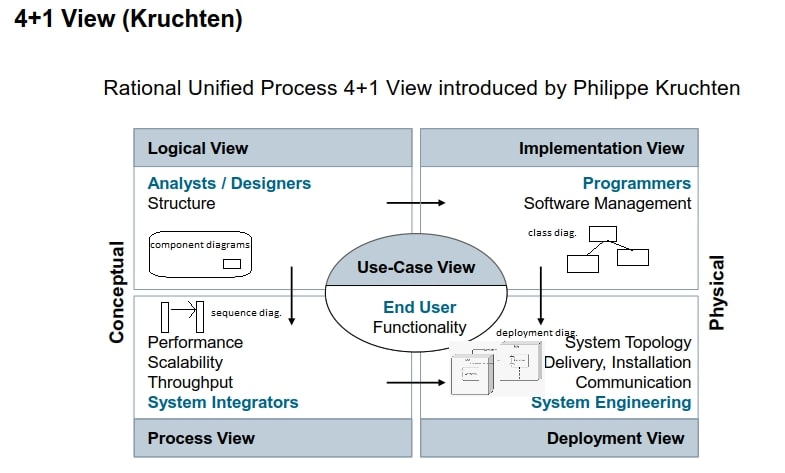 4+1 View (Kruchten)
Rational Unified Process 4+1 View introduced by Philippe Kruchten
Logical View
Implementation View
Analysts / Designers
Structure
Programmers
Software Management
component diagrams
class diag.
Conceptual
Physical
Use-Case View
End User
Functionality
sequence diag.
Performance
Scalability
Throughput
System Integrators
deployment diag.
System Topology
Delivery, Installation
Communication
System Engineering
Process View
Deployment View